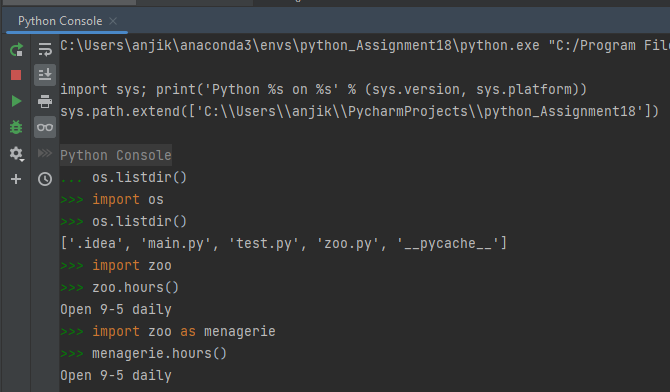 Python Console
C:\Users\anjik\anaconda3\envs\python_Assignment18\python.exe "C:/Program File
import sys; print('Python %s on %s' % (sys.version, sys.platform))
sys.path.extend(['C:\\Users\\anjik\\PycharmProjects\\python_Assignment18'])
Python Console
... os.listdir()
>>> import os
>>> os.listdir()
['.idea', 'main.py', 'test.py', 'zoo.py', '__pycache__']
>>> import zoo
>>> zoo.hours()
Open 9-5 daily
>>> import zoo as menagerie
>>> menagerie.hours()
Open 9-5 daily